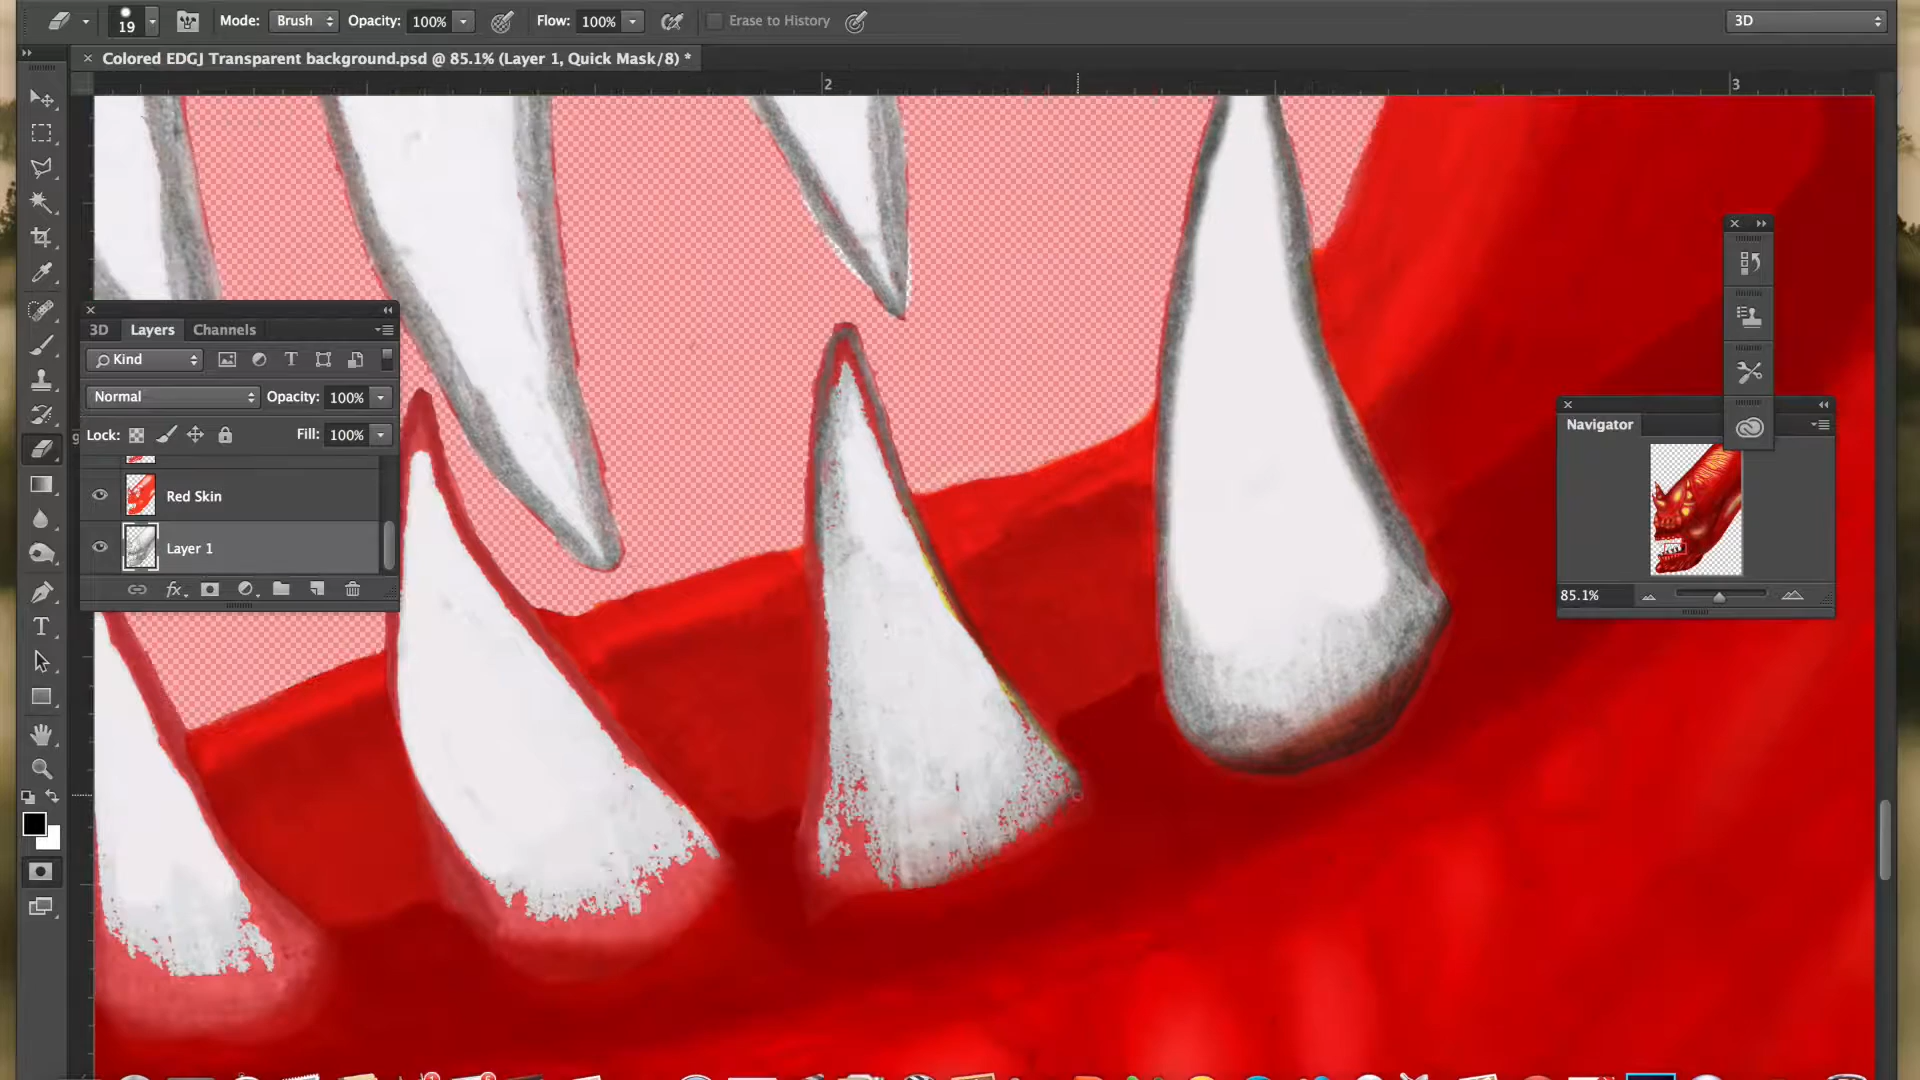 19 Mode: Brush Opacity: 100% Flow: 100% Erase to History 3D
× Colored EDGJ Transparent background.psd @ 85.1% (Layer 1, Quick Mask/8) *
2 3
3D Layers Channels
Kind
Normal Opacity: 100%
Lock: Fill: 100%
Red Skin
Layer 1
fx
Navigator
85.1%
9
T